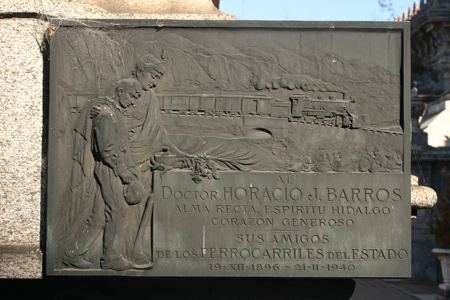 AL
DOCTOR HORACIO J. BARROS
ALMA RECTA, ESPIRITU HIDALGO
CORAZON GENEROSO
SUS AMIGOS
DE LOS FERROCARRILES DEL ESTADO
19·XII·1896 — 21·II·1940